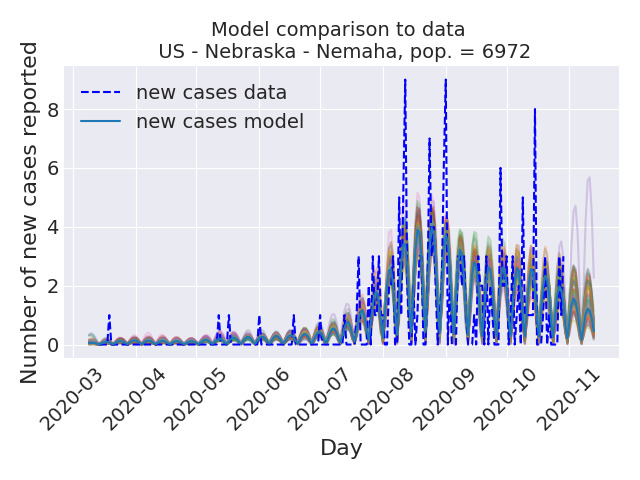 Model comparison to data
US - Nebraska - Nemaha, pop. = 6972
Number of new cases reported
new cases data
new cases model
8
6
4
2
0
2020-03
2020-04
2020-05
2020-06
2020-07
2020-08
2020-09
2020-10
2020-11
Day